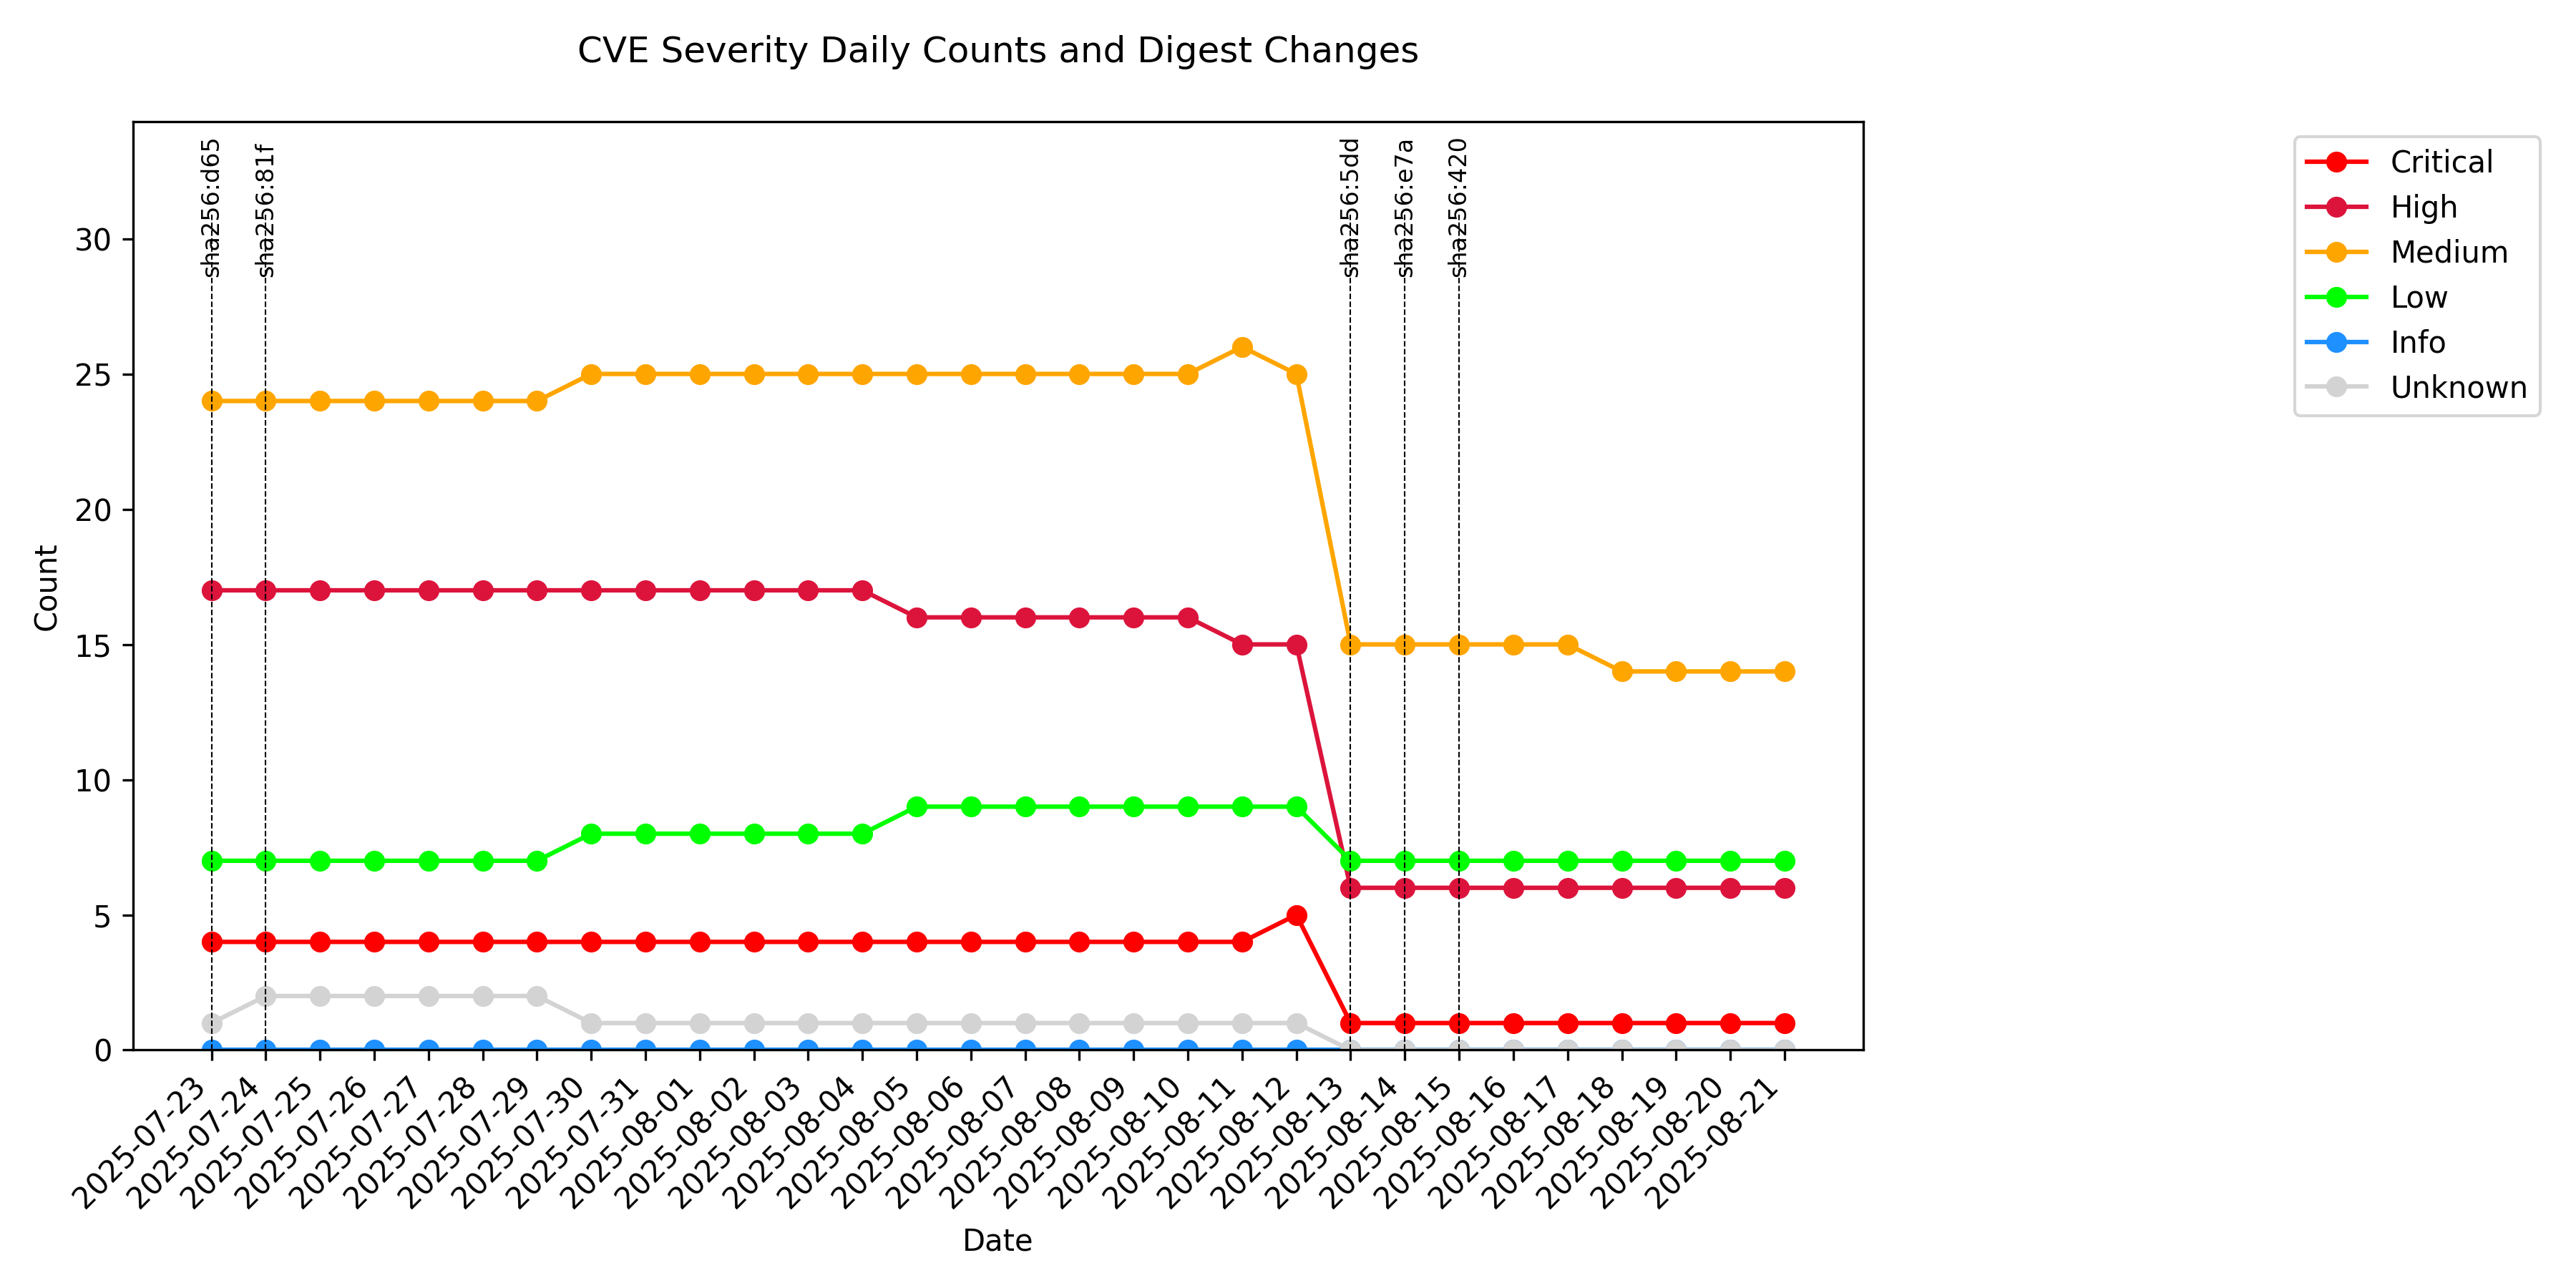 CVE Severity Daily Counts and Digest Changes
sha256:d65
sha256:81f
sha256:5dd
sha256:e7a
sha256:420
Critical
High
Medium
Low
Info
Unknown
Count
30
25
20
15
10
5
0
2025-07-23
2025-07-24
2025-07-25
2025-07-26
2025-07-27
2025-07-28
2025-07-29
2025-07-30
2025-07-31
2025-08-01
2025-08-02
2025-08-03
2025-08-04
2025-08-05
2025-08-06
2025-08-07
2025-08-08
2025-08-09
2025-08-10
2025-08-11
2025-08-12
2025-08-13
2025-08-14
2025-08-15
2025-08-16
2025-08-17
2025-08-18
2025-08-19
2025-08-20
2025-08-21
Date